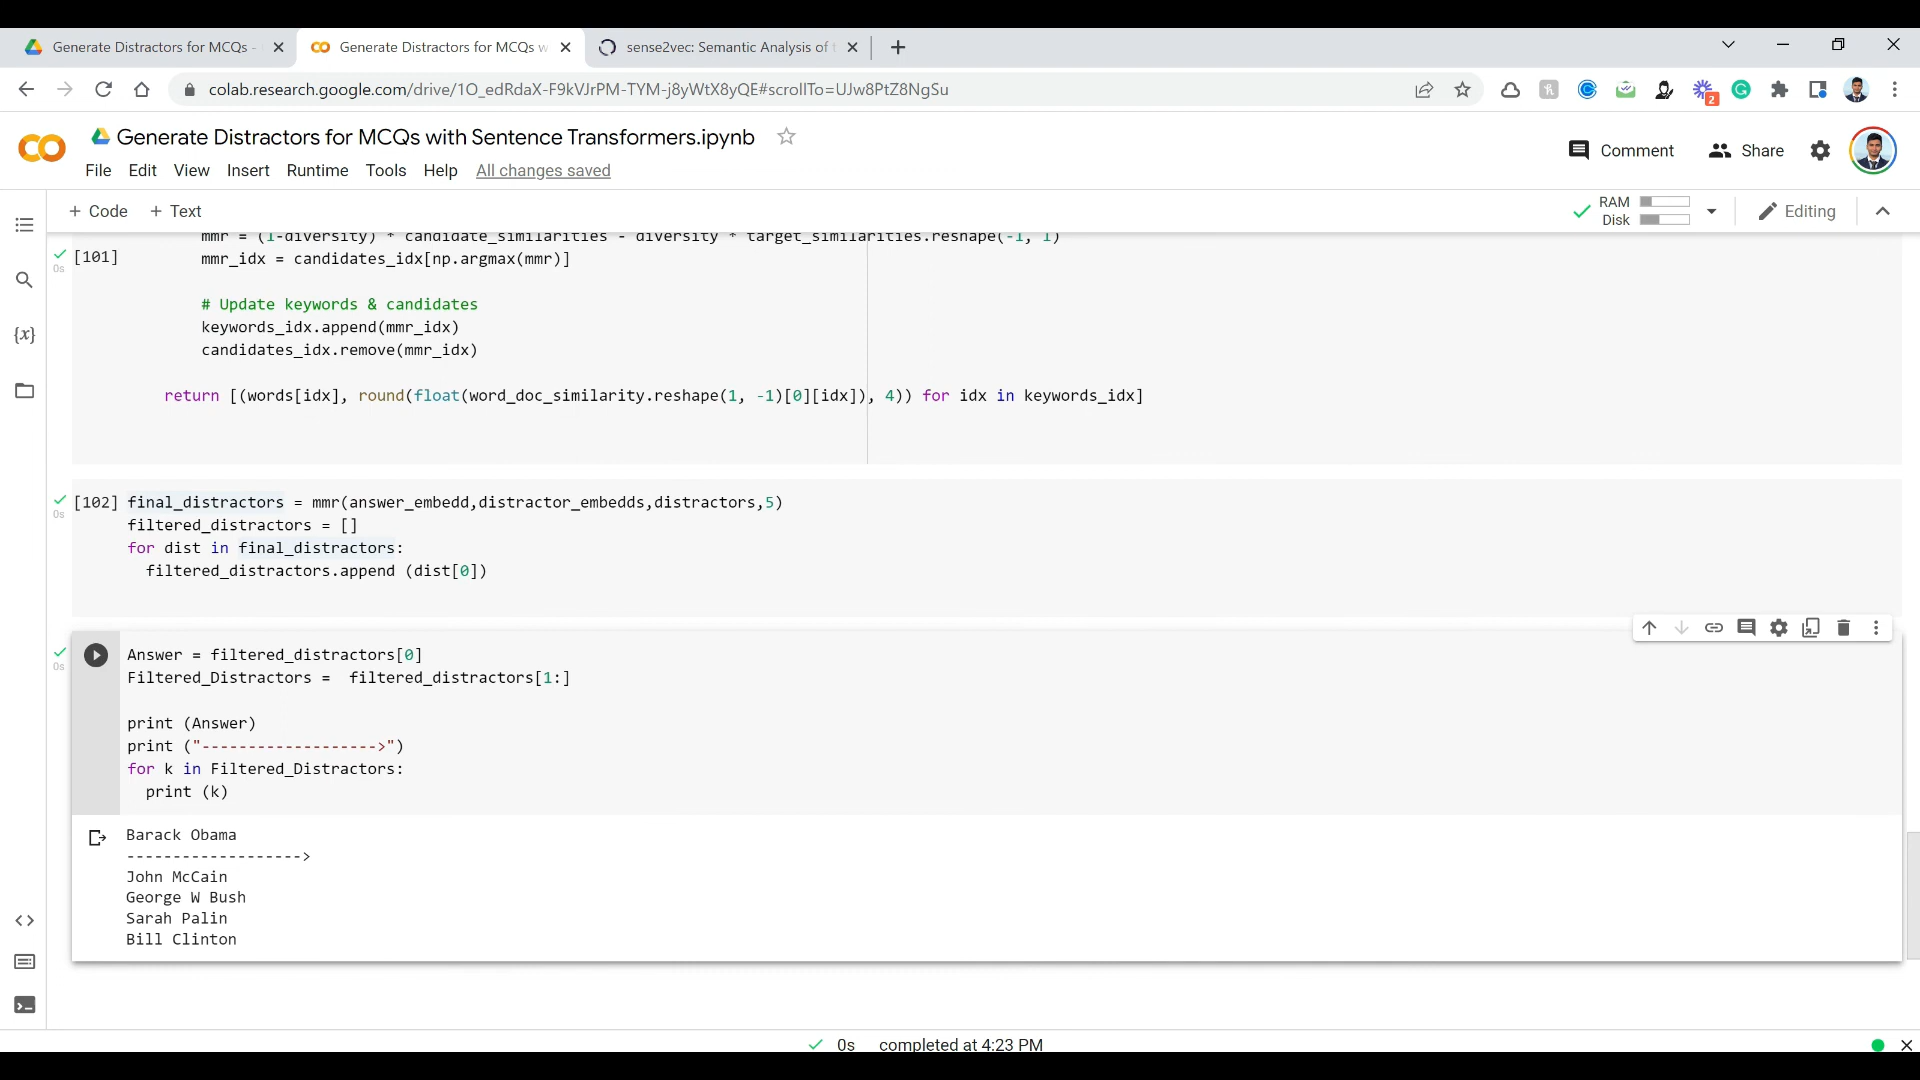 Generate Distractors for MCQs -
Generate Distractors for MCQs w
sense2vec: Semantic Analysis of t
colab.research.google.com/drive/1O_edRdaX-F9kVJrPM-TYM-j8yWtX8yQE#scrollTo=UJw8PtZ8NgSu
2
Generate Distractors for MCQs with Sentence Transformers.ipynb
File Edit View Insert Runtime Tools Help All changes saved
Comment Share
+ Code + Text
RAM
Disk
Editing
mmr = (1-diversity) * candidate_similarities - diversity * target_similarities.reshape(-1, 1)
0s [101] mmr_idx = candidates_idx[np.argmax(mmr)]
# Update keywords & candidates
keywords_idx.append(mmr_idx)
candidates_idx.remove(mmr_idx)
return [(words[idx], round(float(word_doc_similarity.reshape(1, -1)[0][idx]), 4)) for idx in keywords_idx]
0s [102] final_distractors = mmr(answer_embedd,distractor_embedds,distractors,5)
filtered_distractors = []
for dist in final_distractors:
filtered_distractors.append (dist[0])
0s Answer = filtered_distractors[0]
Filtered_Distractors =  filtered_distractors[1:]
print (Answer)
print ("------------------->")
for k in Filtered_Distractors:
print (k)
Barack Obama
------------------->
John McCain
George W Bush
Sarah Palin
Bill Clinton
0s completed at 4:23 PM